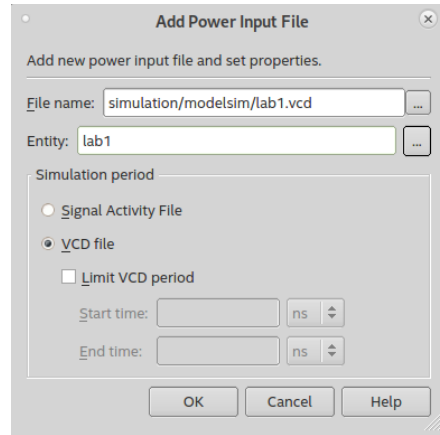 Add Power Input File
Add new power input file and set properties.
File name: simulation/modelsim/lab1.vcd ...
Entity: lab1 ...
Simulation period
Signal Activity File
VCD file
Limit VCD period
Start time: ns
End time: ns
OK Cancel Help